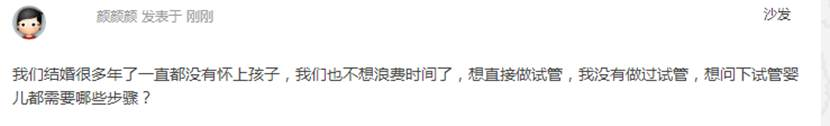 颜颜颜 发表于 刚刚 沙发
我们结婚很多年了一直都没有怀上孩子，我们也不想浪费时间了，想直接做试管，我没有做过试管，想问下试管婴
儿都需要哪些步骤？